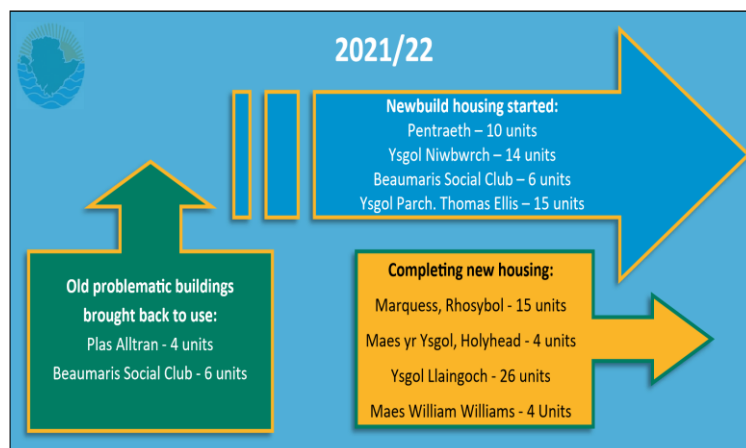 2021/22
Newbuild housing started:
Pentraeth – 10 units
Ysgol Niwbwrch – 14 units
Beaumaris Social Club – 6 units
Ysgol Parch. Thomas Ellis – 15 units
Old problematic buildings
brought back to use:
Plas Alltran - 4 units
Beaumaris Social Club - 6 units
Completing new housing:
Marquess, Rhosybol - 15 units
Maes yr Ysgol, Holyhead - 4 units
Ysgol Llaingoch - 26 units
Maes William Williams - 4 Units